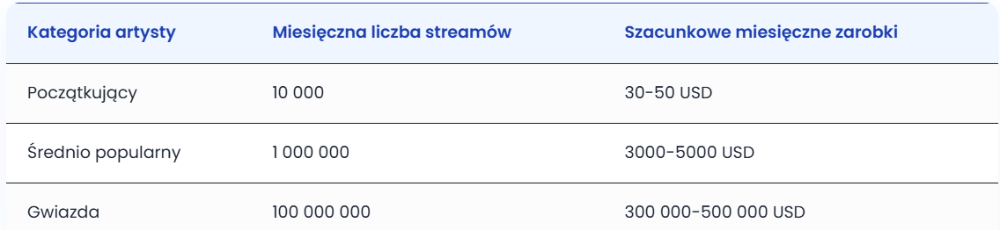 Kategoria artysty Miesięczna liczba streamów Szacunkowe miesięczne zarobki
Początkujący 10 000 30-50 USD
Średnio popularny 1 000 000 3000-5000 USD
Gwiazda 100 000 000 300 000-500 000 USD